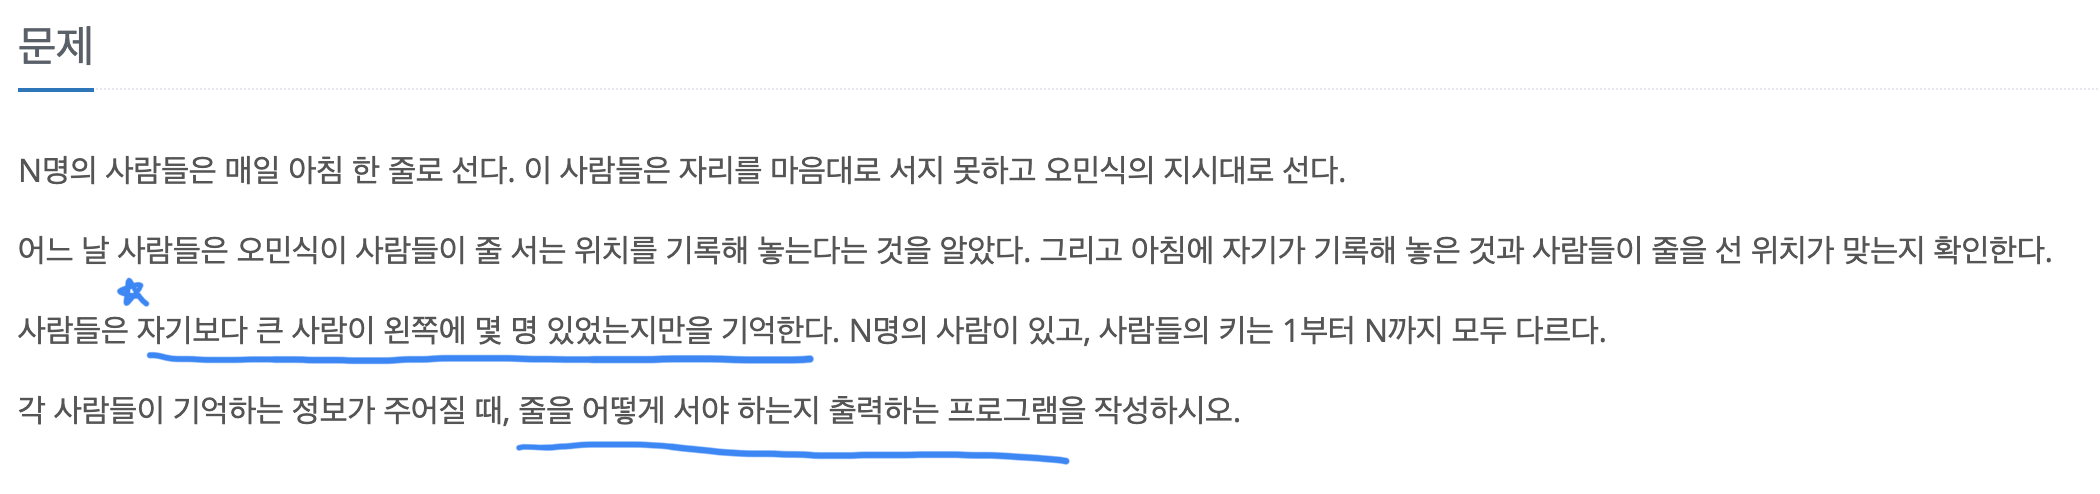 문제
N명의 사람들은 매일 아침 한 줄로 선다. 이 사람들은 자리를 마음대로 서지 못하고 오민식의 지시대로 선다.
어느 날 사람들은 오민식이 사람들이 줄 서는 위치를 기록해 놓는다는 것을 알았다. 그리고 아침에 자기가 기록해 놓은 것과 사람들이 줄을 선 위치가 맞는지 확인한다.
사람들은 자기보다 큰 사람이 왼쪽에 몇 명 있었는지만을 기억한다. N명의 사람이 있고, 사람들의 키는 1부터 N까지 모두 다르다.
각 사람들이 기억하는 정보가 주어질 때, 줄을 어떻게 서야 하는지 출력하는 프로그램을 작성하시오.